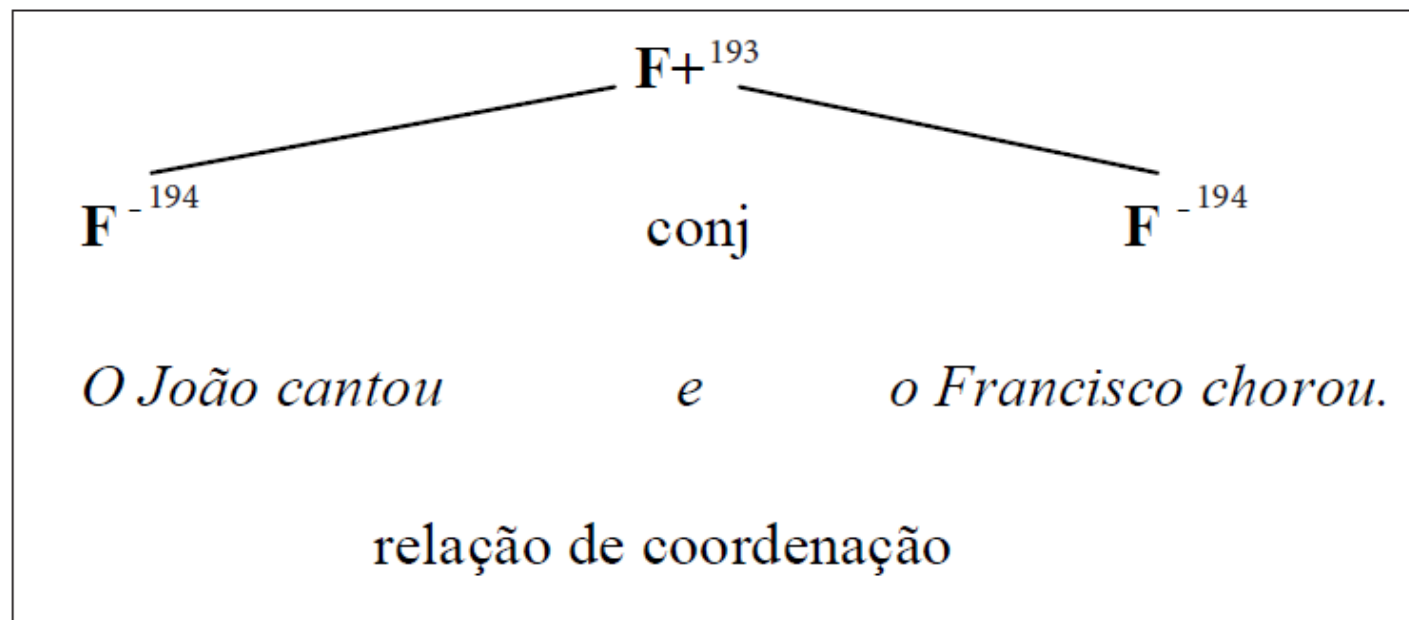 F+193
F -194 conj F -194
O João cantou e o Francisco chorou.
relação de coordenação